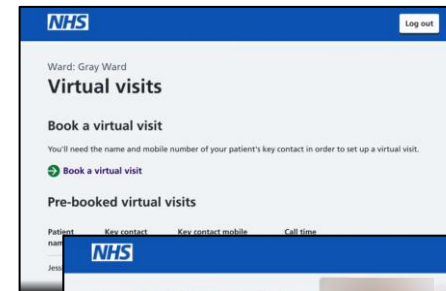 NHS
Log out
Ward: Gray Ward
Virtual visits
Book a virtual visit
You'll need the name and mobile number of your patient's key contact in order to set up a virtual visit.
Book a virtual visit
Pre-booked virtual visits
Patient Key contact Key contact mobile Call time
NHS